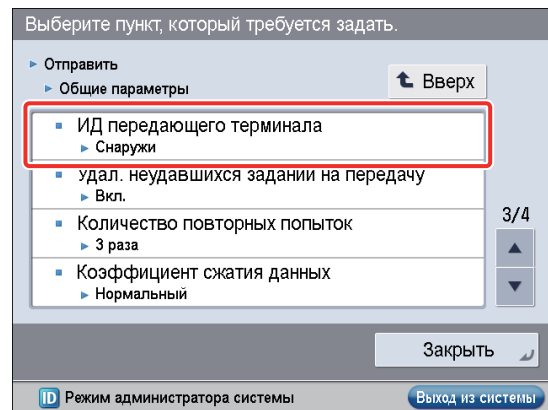 Выберите пункт, который требуется задать.
Отправить
Общие параметры
Вверх
ИД передающего терминала
Снаружи
Удал. неудавшихся заданий на передачу
Вкл.
Количество повторных попыток
3 раза
3/4
Коэффициент сжатия данных
Нормальный
Закрыть
ID Режим администратора системы
Выход из системы